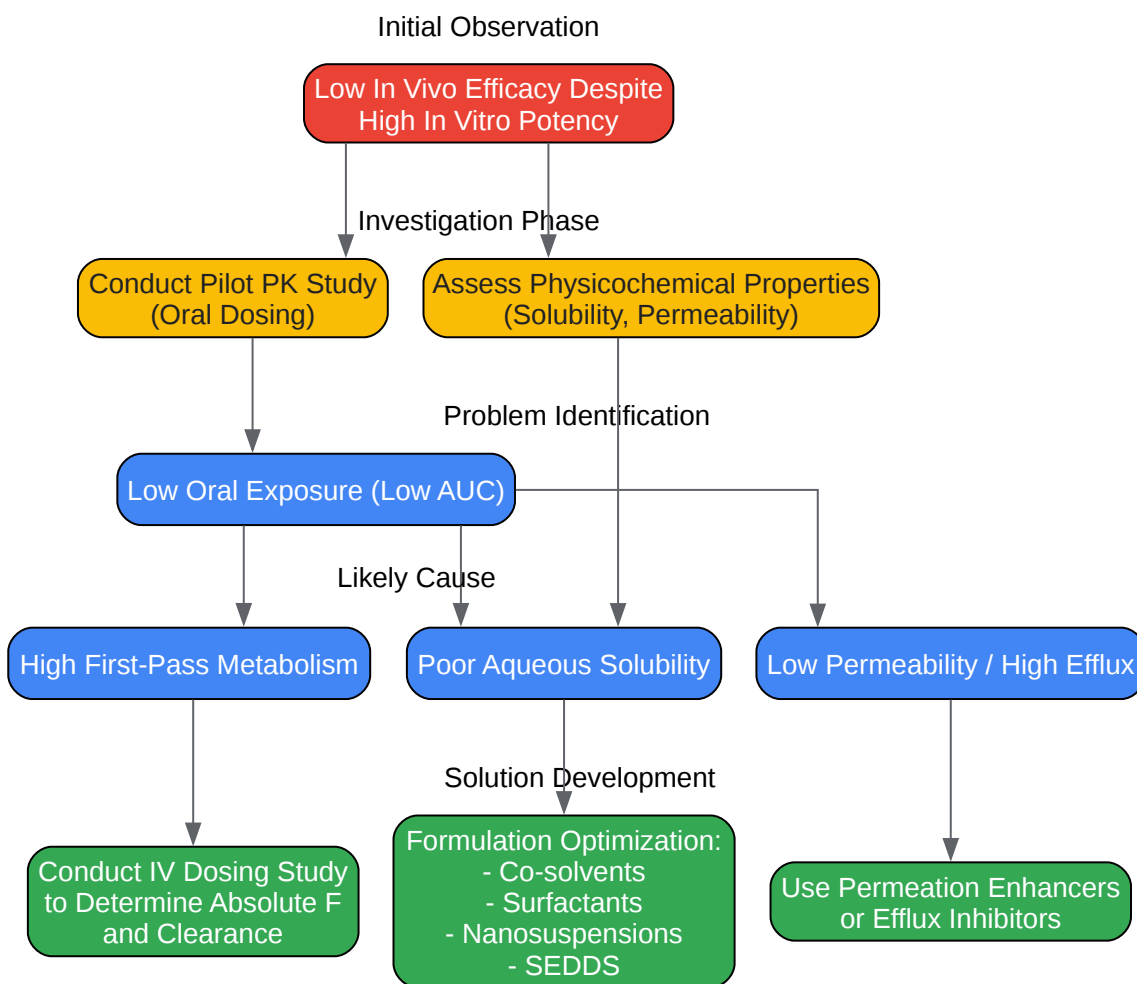 Initial Observation
Low In Vivo Efficacy Despite
High In Vitro Potency
Investigation Phase
Conduct Pilot PK Study
(Oral Dosing)
Assess Physicochemical Properties
(Solubility, Permeability)
Problem Identification
Low Oral Exposure (Low AUC)
Likely Cause
High First-Pass Metabolism
Poor Aqueous Solubility
Low Permeability / High Efflux
Solution Development
Conduct IV Dosing Study
to Determine Absolute F
and Clearance
Formulation Optimization:
- Co-solvents
- Surfactants
- Nanosuspensions
- SEDDS
Use Permeation Enhancers
or Efflux Inhibitors